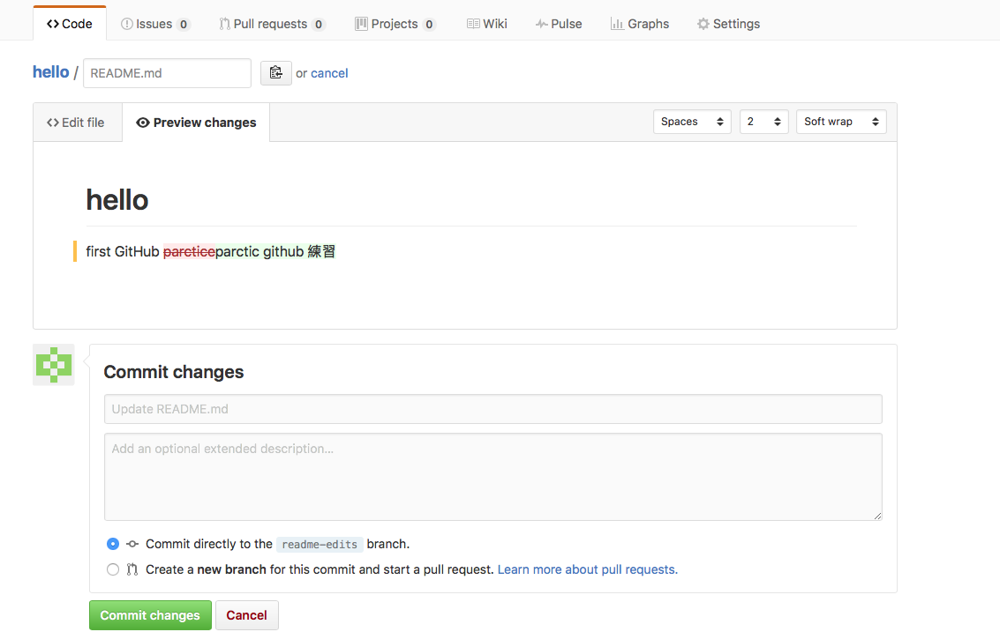 Code Issues 0 Pull requests 0 Projects 0 Wiki Pulse Graphs Settings
hello / README.md or cancel
Edit file Preview changes Spaces 2 Soft wrap
hello
first GitHub parcticeparctic github 練習
Commit changes
Update README.md
Add an optional extended description...
Commit directly to the readme-edits branch.
Create a new branch for this commit and start a pull request. Learn more about pull requests.
Commit changes Cancel